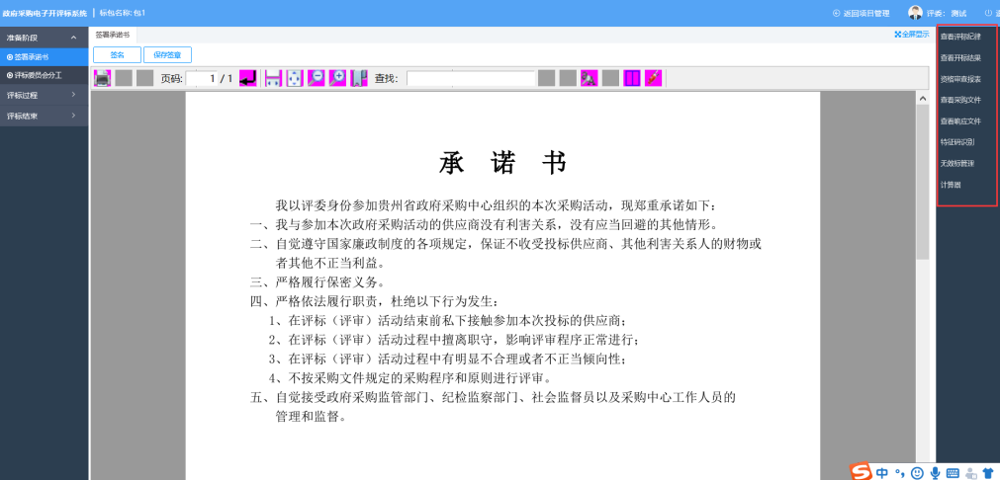 政府采购电子开评标系统 | 标包名称:包1
返回项目管理
评委: 测试
准备阶段
签署承诺书
评标委员会分工
评标过程
评标结束
签署承诺书
全屏显示
签名
保存签章
页码: 1 / 1
查找:
承 诺 书
我以评委身份参加贵州省政府采购中心组织的本次采购活动，现郑重承诺如下：
一、我与参加本次政府采购活动的供应商没有利害关系，没有应当回避的其他情形。
二、自觉遵守国家廉政制度的各项规定，保证不收受投标供应商、其他利害关系人的财物或
者其他不正当利益。
三、严格履行保密义务。
四、严格依法履行职责，杜绝以下行为发生：
1、在评标（评审）活动结束前私下接触参加本次投标的供应商；
2、在评标（评审）活动过程中擅离职守，影响评审程序正常进行；
3、在评标（评审）活动过程中有明显不合理或者不正当倾向性；
4、不按采购文件规定的采购程序和原则进行评审。
五、自觉接受政府采购监管部门、纪检监察部门、社会监督员以及采购中心工作人员的
管理和监督。
查看评标纪律
查看开标结果
资格审查报表
查看采购文件
查看响应文件
特征码识别
无效标管理
计算器
中